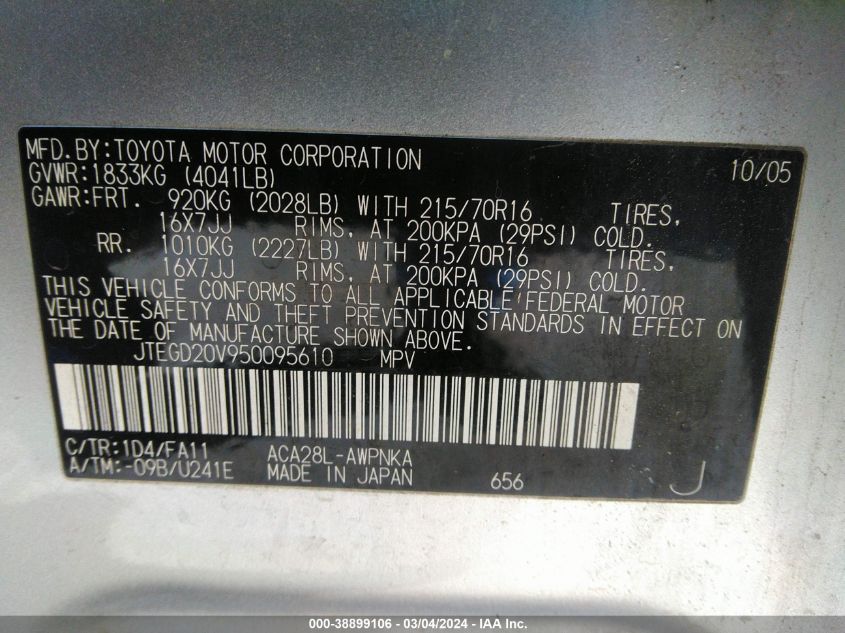 MFD.BY:TOYOTA MOTOR CORPORATION 10/05
GVWR:1833KG (4041LB)
GAWR:FRT. 920KG (2028LB) WITH 215/70R16 TIRES,
16X7JJ RIMS, AT 200KPA (29PSI) COLD.
RR. 1010KG (2227LB) WITH 215/70R16 TIRES,
16X7JJ RIMS, AT 200KPA (29PSI) COLD.
THIS VEHICLE CONFORMS TO ALL APPLICABLE FEDERAL MOTOR
VEHICLE SAFETY AND THEFT PREVENTION STANDARDS IN EFFECT ON
THE DATE OF MANUFACTURE SHOWN ABOVE.
JTEGD20V950095610 MPV
C/TR:1D4/FA11 ACA28L-AWPNKA
A/TM:-09B/U241E MADE IN JAPAN 656 J
000-38899106 - 03/04/2024 - IAA Inc.